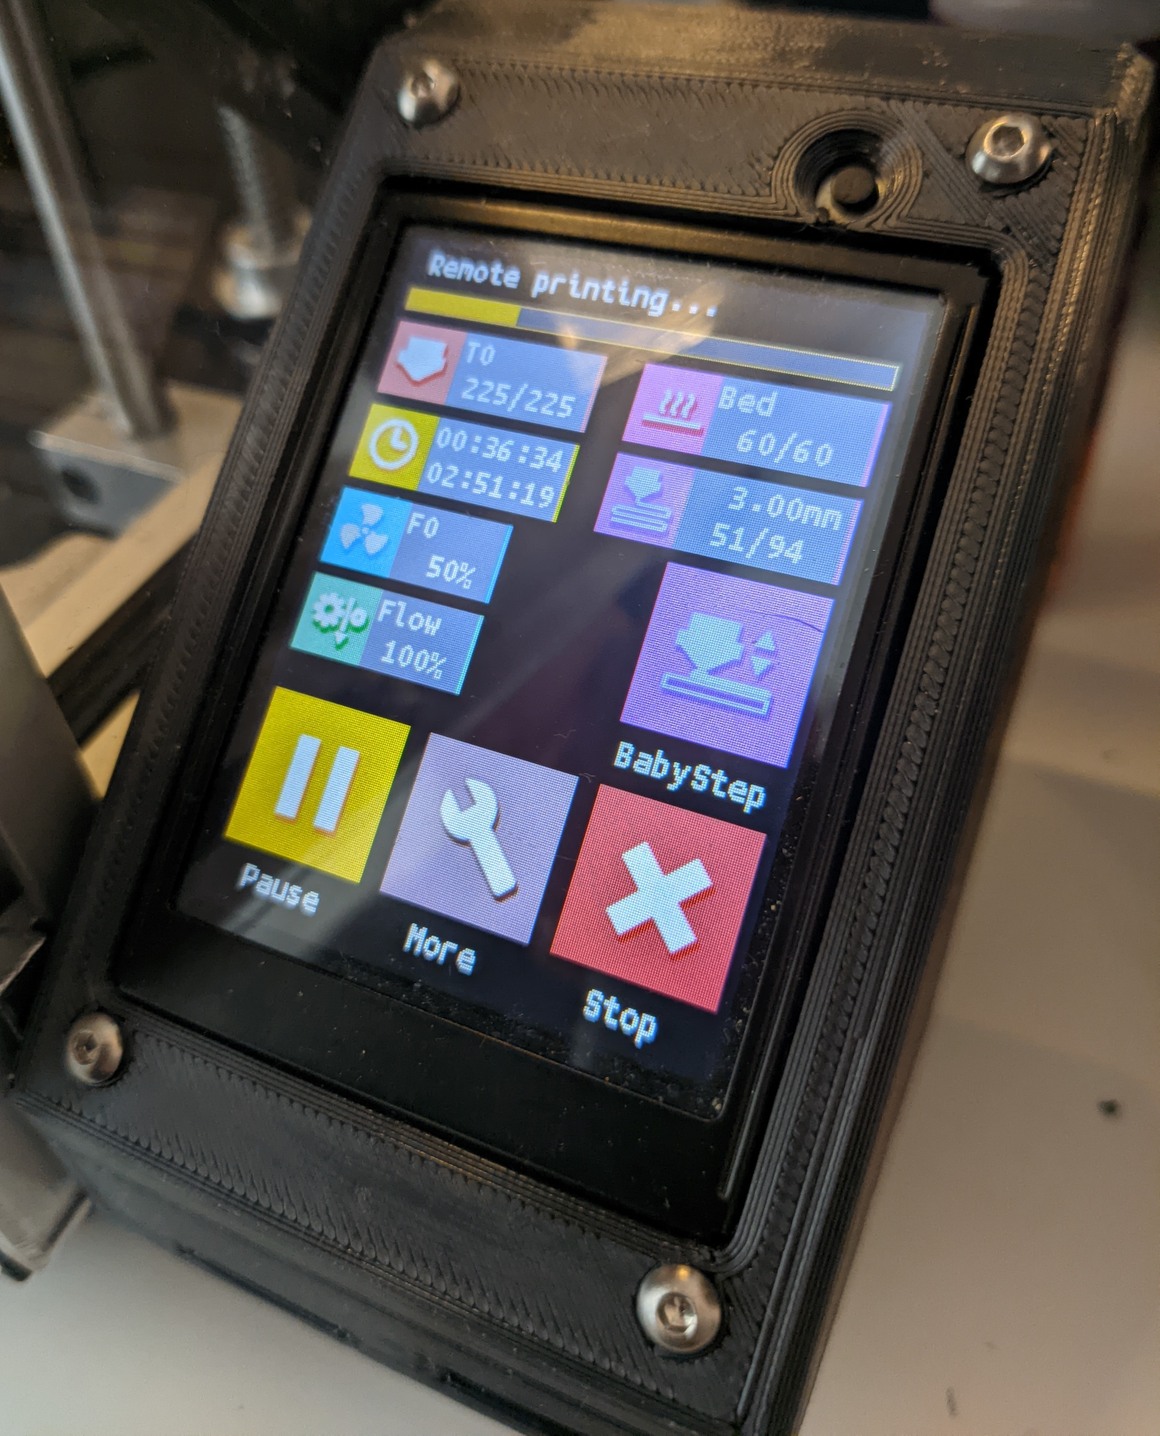 Remote printing...
T0
225/225
Bed
60/60
00:36:34
02:51:19
3.00mm
51/94
F0
50%
Flow
100%
BabyStep
Pause
More
Stop